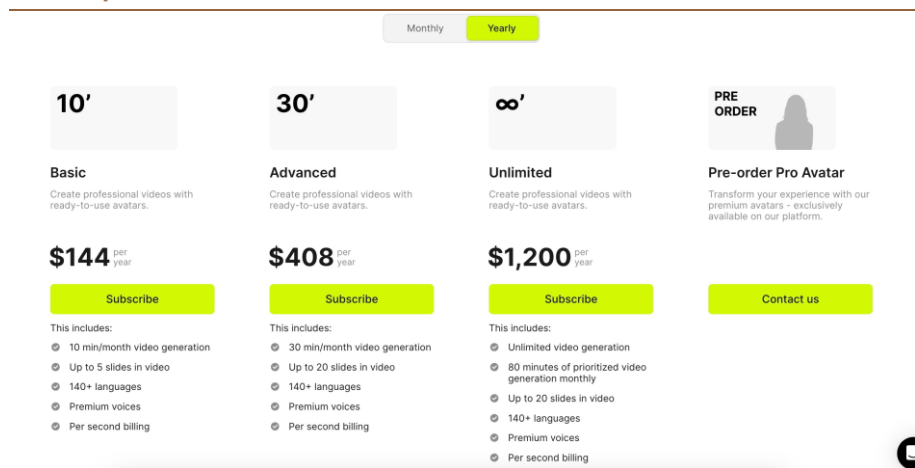 Monthly
Yearly
10’
Basic
Create professional videos with
ready-to-use avatars.
$144 per
year
Subscribe
This includes:
10 min/month video generation
Up to 5 slides in video
140+ languages
Premium voices
Per second billing
30’
Advanced
Create professional videos with
ready-to-use avatars.
$408 per
year
Subscribe
This includes:
30 min/month video generation
Up to 20 slides in video
140+ languages
Premium voices
Per second billing
∞’
Unlimited
Create professional videos with
ready-to-use avatars.
$1,200 per
year
Subscribe
This includes:
Unlimited video generation
80 minutes of prioritized video
generation monthly
Up to 20 slides in video
140+ languages
Premium voices
Per second billing
PRE
ORDER
Pre-order Pro Avatar
Transform your experience with our
premium avatars - exclusively
available on our platform.
Contact us